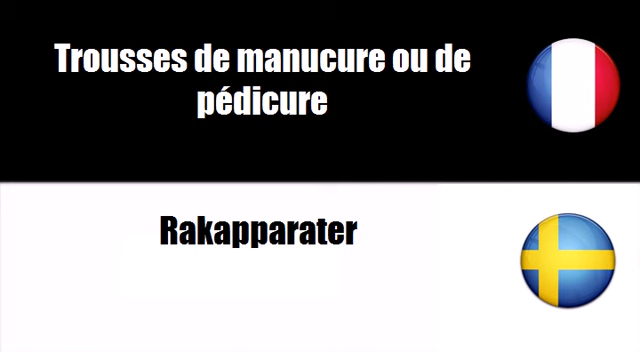 Trousses de manucure ou de
pédicure
Rakapparater